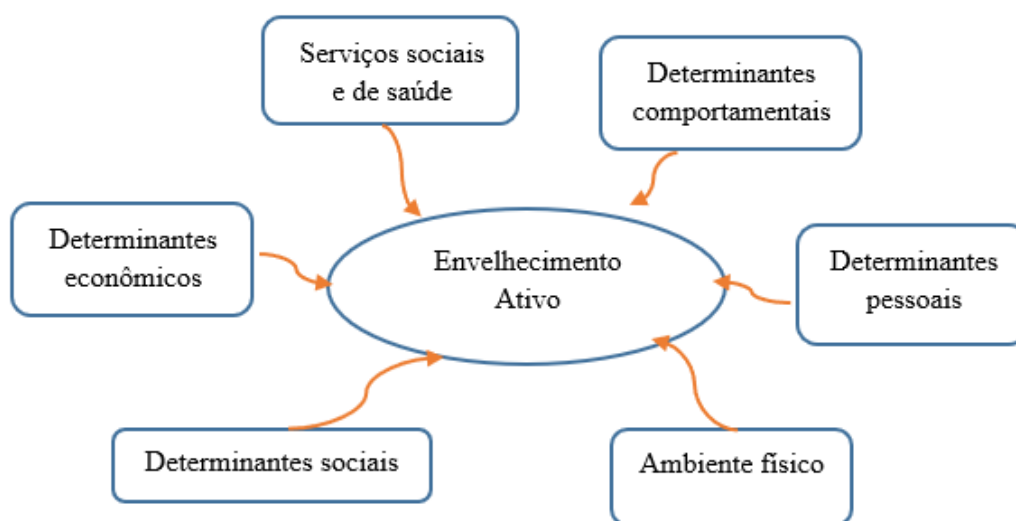 Serviços sociais
e de saúde
Determinantes
comportamentais
Determinantes
econômicos
Envelhecimento
Ativo
Determinantes
pessoais
Determinantes sociais
Ambiente físico